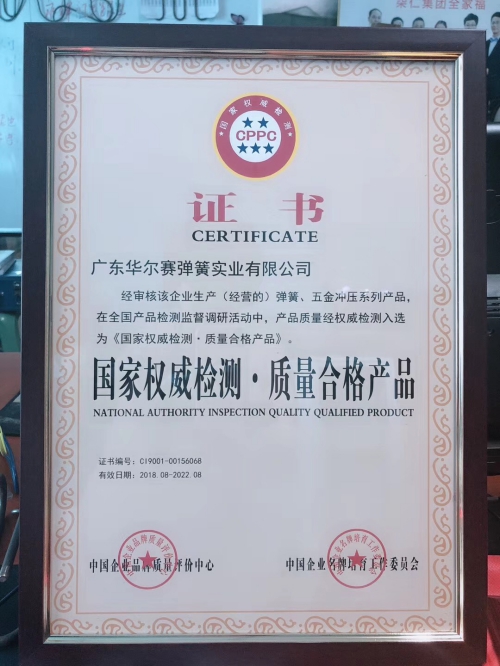 荣仁集团全家福
国家权威检测
CPPC
证书
CERTIFICATE
广东华尔赛弹簧实业有限公司
经审核该企业生产（经营的）弹簧、五金冲压系列产品，
在全国产品检测监督调研活动中，产品质量经权威检测入选
为《国家权威检测·质量合格产品》。
国家权威检测·质量合格产品
NATIONAL AUTHORITY INSPECTION QUALITY QUALIFIED PRODUCT
证书编号：CI9001-00156068
有效日期：2018.08-2022.08
中国企业品牌质量评价中心
中国企业名牌培育工作委员会